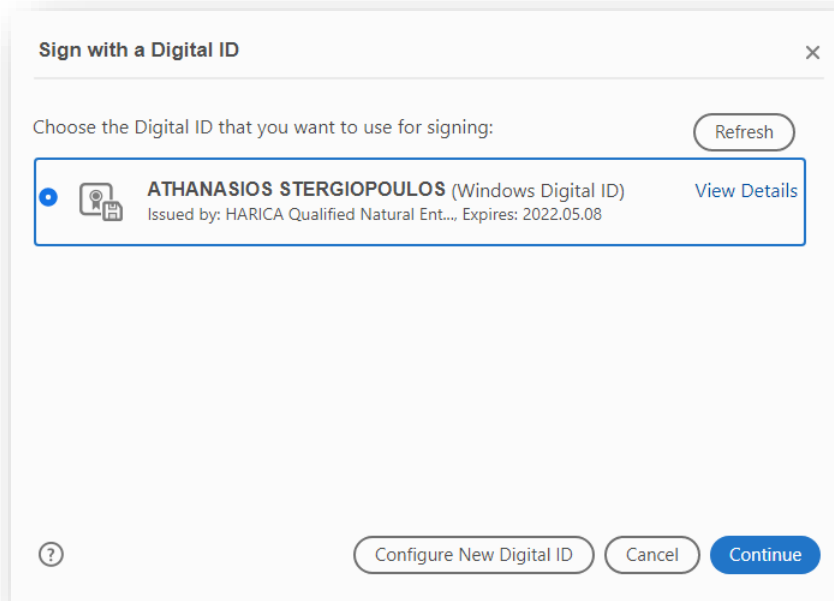 Sign with a Digital ID
Choose the Digital ID that you want to use for signing:
Refresh
ATHANASIOS STERGIOPOULOS (Windows Digital ID)
View Details
Issued by: HARICA Qualified Natural Ent..., Expires: 2022.05.08
Configure New Digital ID
Cancel
Continue